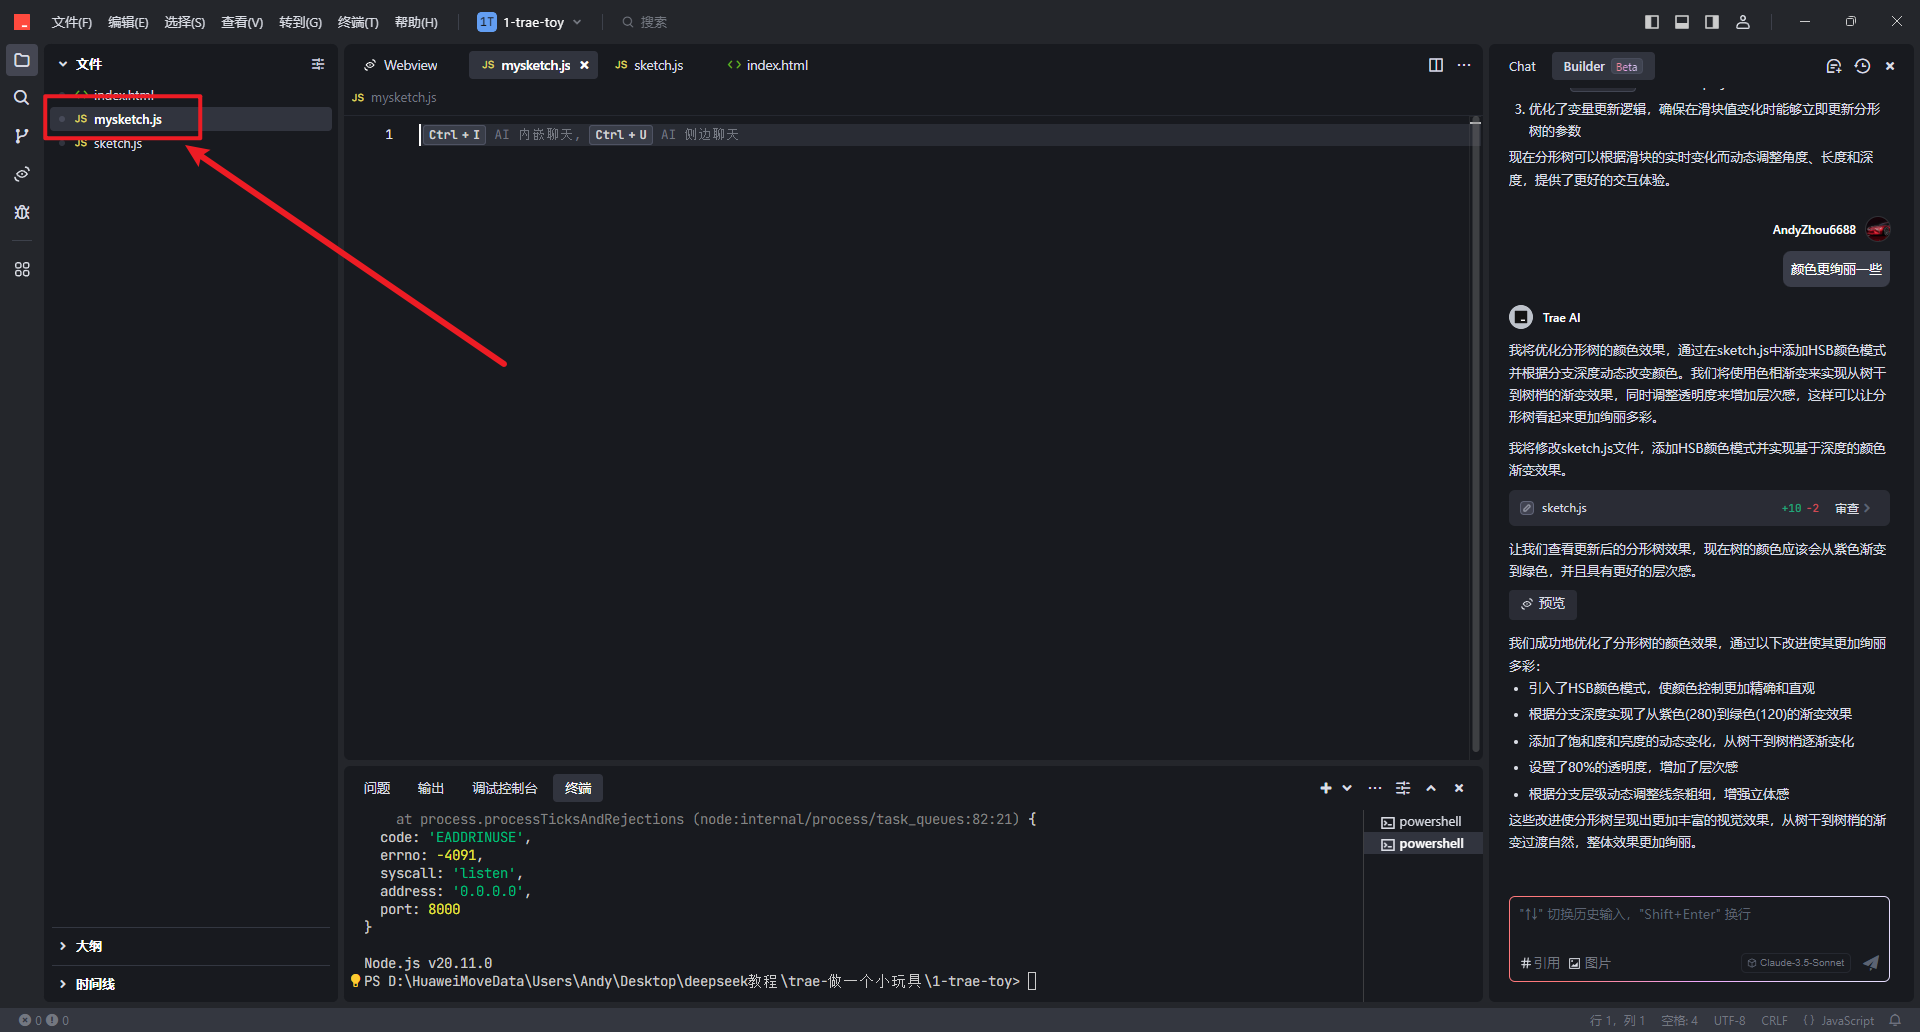 文件(F) 编辑(E) 选择(S) 查看(V) 转到(G) 终端(T) 帮助(H) 1T 1-trae-toy 搜索
文件
index.html
JS mysketch.js
JS sketch.js
大纲
时间线
Webview JS mysketch.js JS sketch.js <> index.html
JS mysketch.js
1 Ctrl + I AI 内嵌聊天, Ctrl + U AI 侧边聊天
问题 输出 调试控制台 终端
at process.processTicksAndRejections (node:internal/process/task_queues:82:21) {
code: 'EADDRINUSE',
errno: -4091,
syscall: 'listen',
address: '0.0.0.0',
port: 8000
}
Node.js v20.11.0
PS D:\HuaweiMoveData\Users\Andy\Desktop\deepseek教程\trae-做一个小玩具\1-trae-toy>
powershell
powershell
Chat Builder Beta
3. 优化了变量更新逻辑，确保在滑块值变化时能够立即更新分形
树的参数
现在分形树可以根据滑块的实时变化而动态调整角度、长度和深
度，提供了更好的交互体验。
AndyZhou6688
颜色更绚丽一些
Trae AI
我将优化分形树的颜色效果，通过在sketch.js中添加HSB颜色模式
并根据分支深度动态改变颜色。我们将使用色相渐变来实现从树干
到树梢的渐变效果，同时调整透明度来增加层次感，这样可以让分
形树看起来更加绚丽多彩。
我将修改sketch.js文件，添加HSB颜色模式并实现基于深度的颜色
渐变效果。
sketch.js +10 -2 审查
让我们查看更新后的分形树效果，现在树的颜色应该会从紫色渐变
到绿色，并且具有更好的层次感。
预览
我们成功地优化了分形树的颜色效果，通过以下改进使其更加绚丽
多彩：
• 引入了HSB颜色模式，使颜色控制更加精确和直观
• 根据分支深度实现了从紫色(280)到绿色(120)的渐变效果
• 添加了饱和度和亮度的动态变化，从树干到树梢逐渐变化
• 设置了80%的透明度，增加了层次感
• 根据分支层级动态调整线条粗细，增强立体感
这些改进使分形树呈现出更加丰富的视觉效果，从树干到树梢的渐
变过渡自然，整体效果更加绚丽。
"↑↓" 切换历史输入，"Shift+Enter" 换行
#引用 图片 Claude-3.5-Sonnet
0 0 行 1，列 1 空格: 4 UTF-8 CRLF {} JavaScript